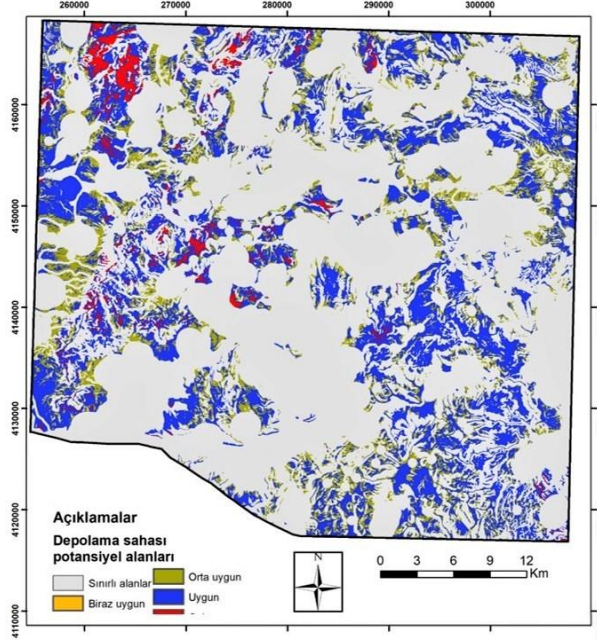 260000 270000 280000 290000 300000
4160000
4150000
4140000
4130000
4120000
4110000
Açıklamalar
Depolama sahası
potansiyel alanları
Sınırlı alanlar
Biraz uygun
Orta uygun
Uygun
N
0 3 6 9 12
Km